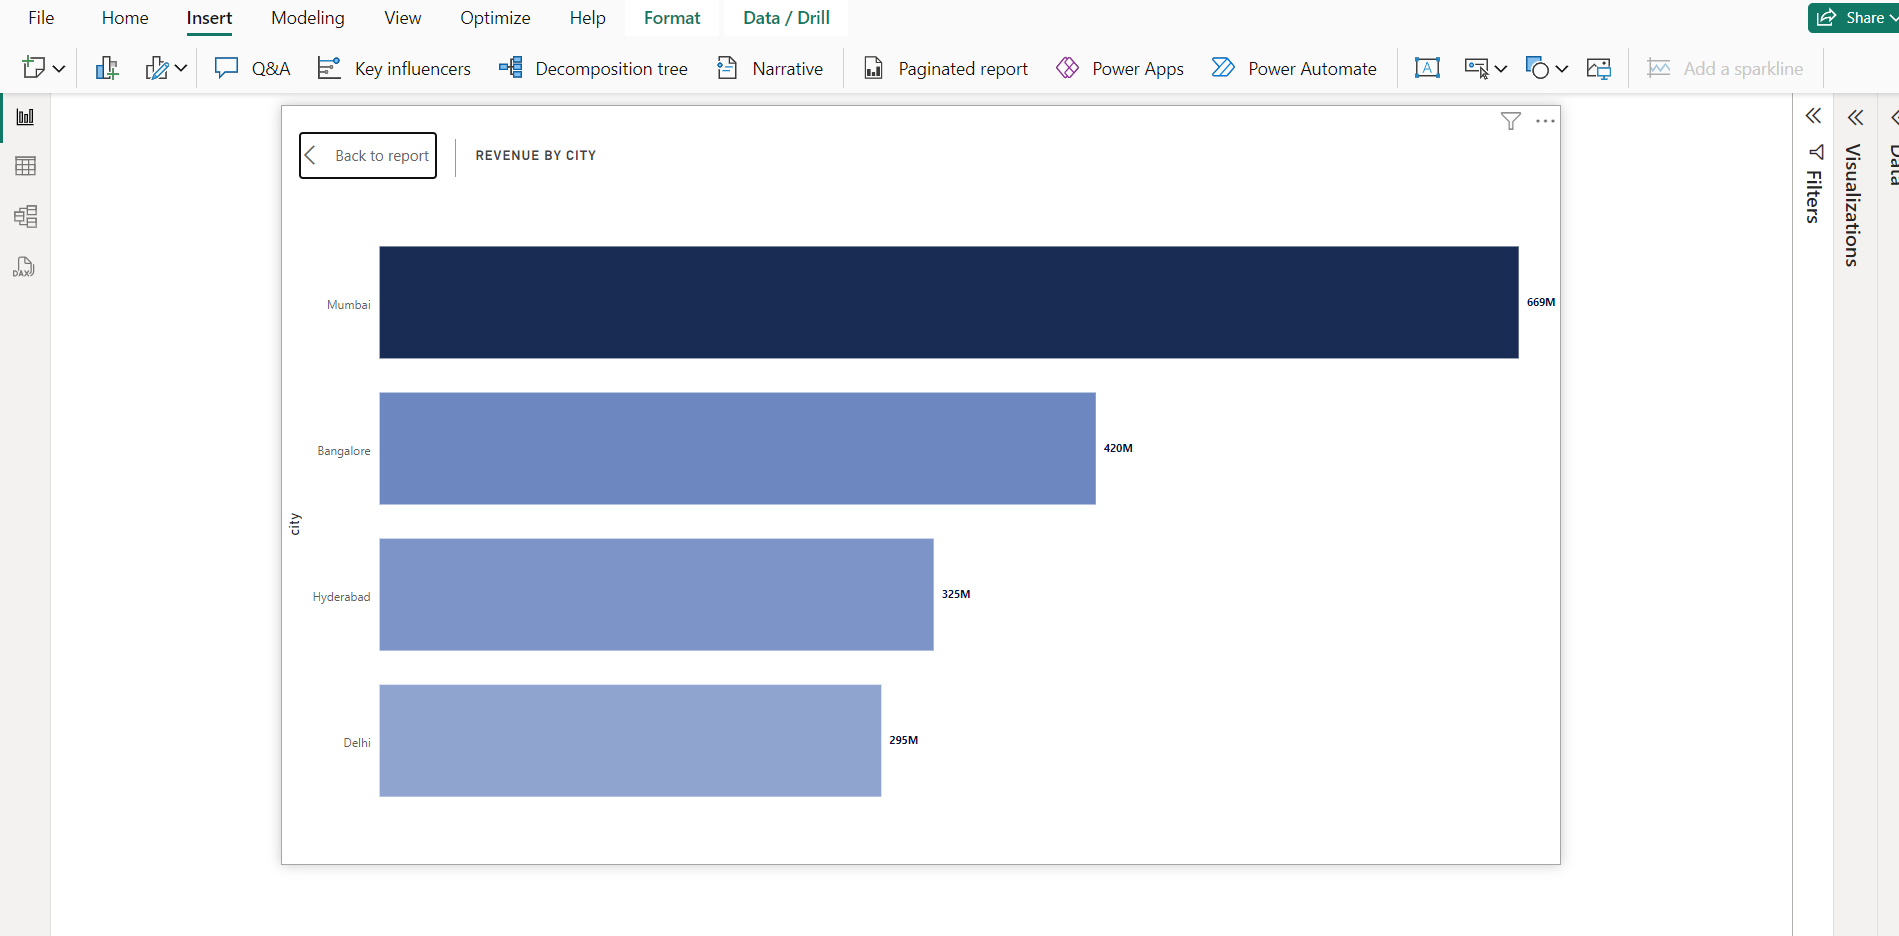 File Home Insert Modeling View Optimize Help Format Data / Drill Share
Q&A Key influencers Decomposition tree Narrative Paginated report Power Apps Power Automate A Add a sparkline
Back to report
REVENUE BY CITY
Filters
Visualizations
Data
DAX
city
Mumbai 669M
Bangalore 420M
Hyderabad 325M
Delhi 295M